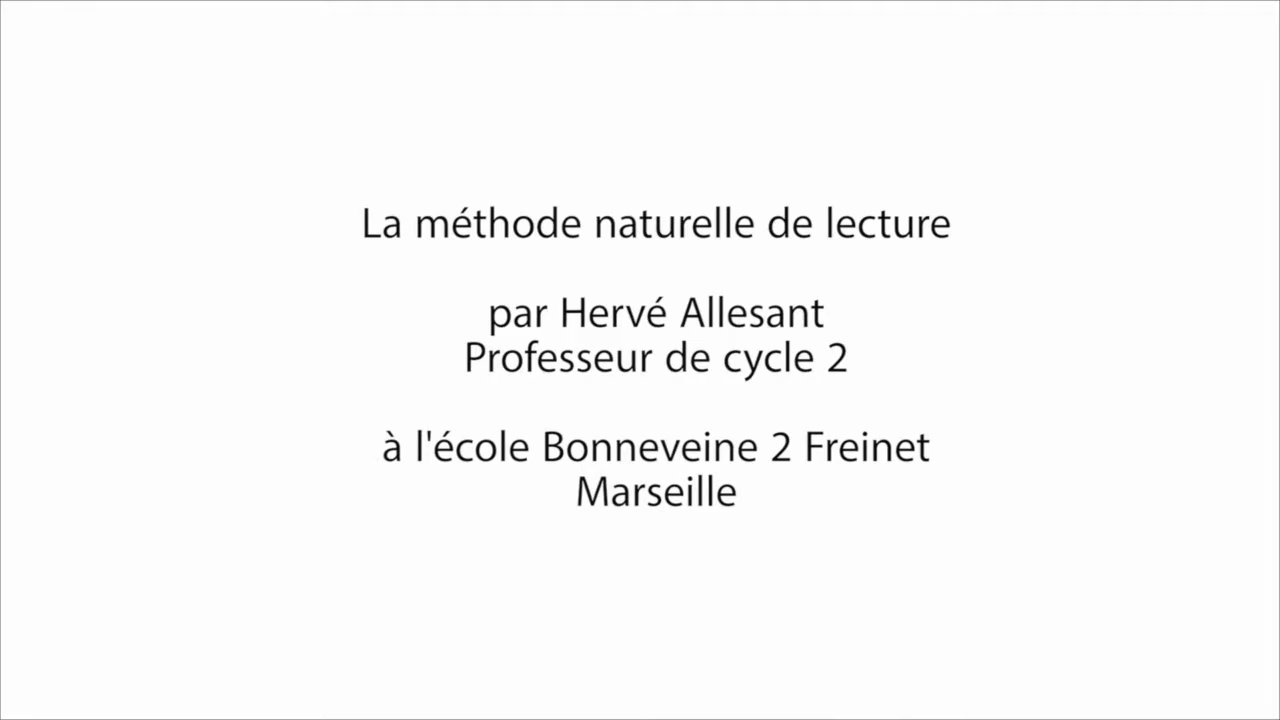 La méthode naturelle de lecture
par Hervé Allesant
Professeur de cycle 2
à l'école Bonneveine 2 Freinet
Marseille